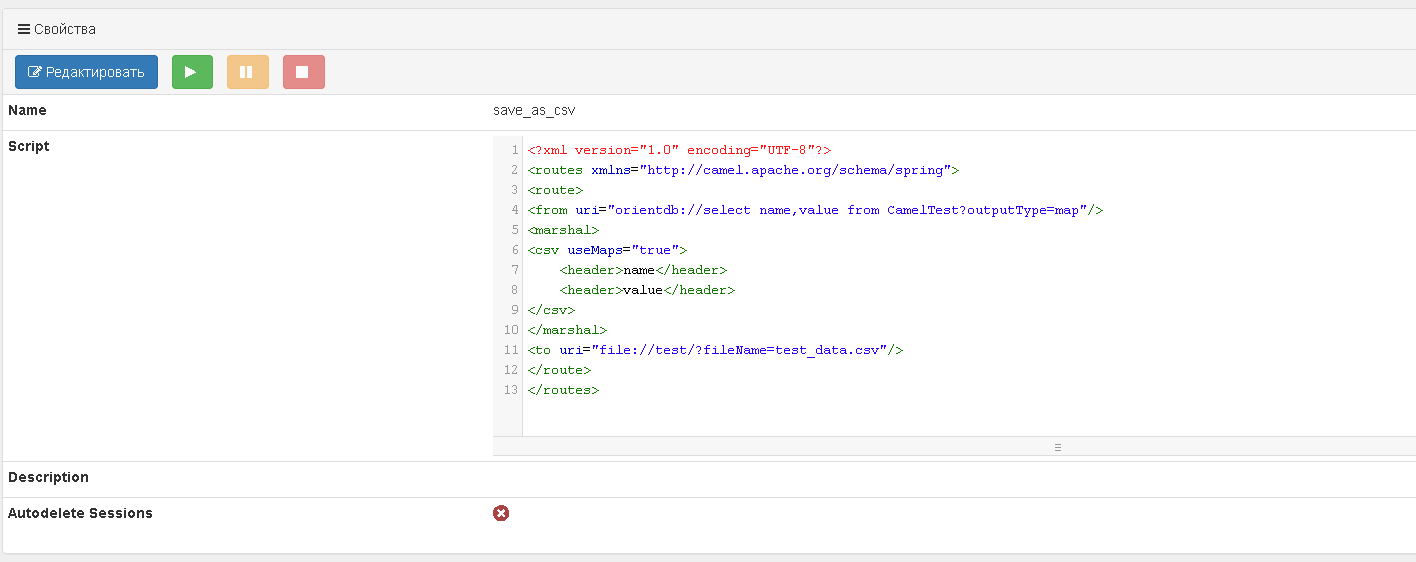 Свойства
Редактировать
Name save_as_csv
Script
1 <?xml version="1.0" encoding="UTF-8"?>
2 <routes xmlns="http://camel.apache.org/schema/spring">
3 <route>
4 <from uri="orientdb://select name,value from CamelTest?outputType=map"/>
5 <marshal>
6 <csv useMaps="true">
7     <header>name</header>
8     <header>value</header>
9 </csv>
10 </marshal>
11 <to uri="file://test/?fileName=test_data.csv"/>
12 </route>
13 </routes>
Description
Autodelete Sessions